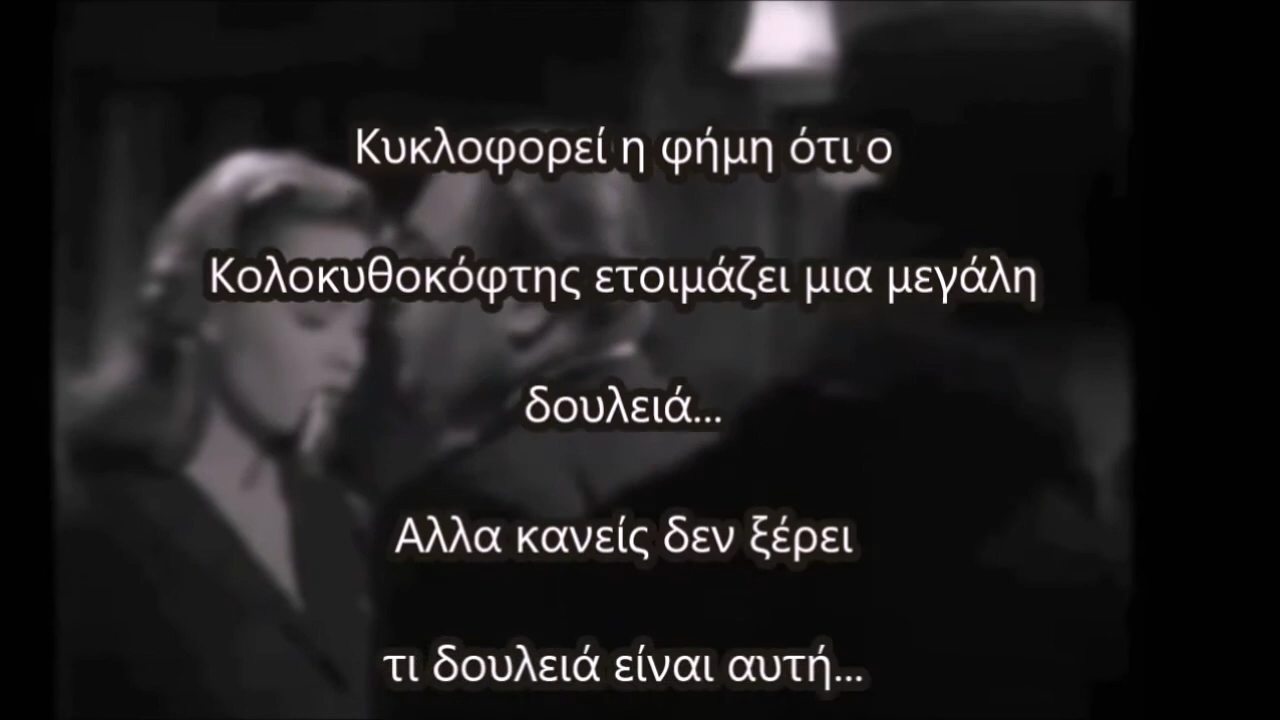 Κυκλοφορεί η φήμη ότι ο
Κολοκυθοκόφτης ετοιμάζει μια μεγάλη
δουλειά...
Αλλα κανείς δεν ξέρει
τι δουλειά είναι αυτή...